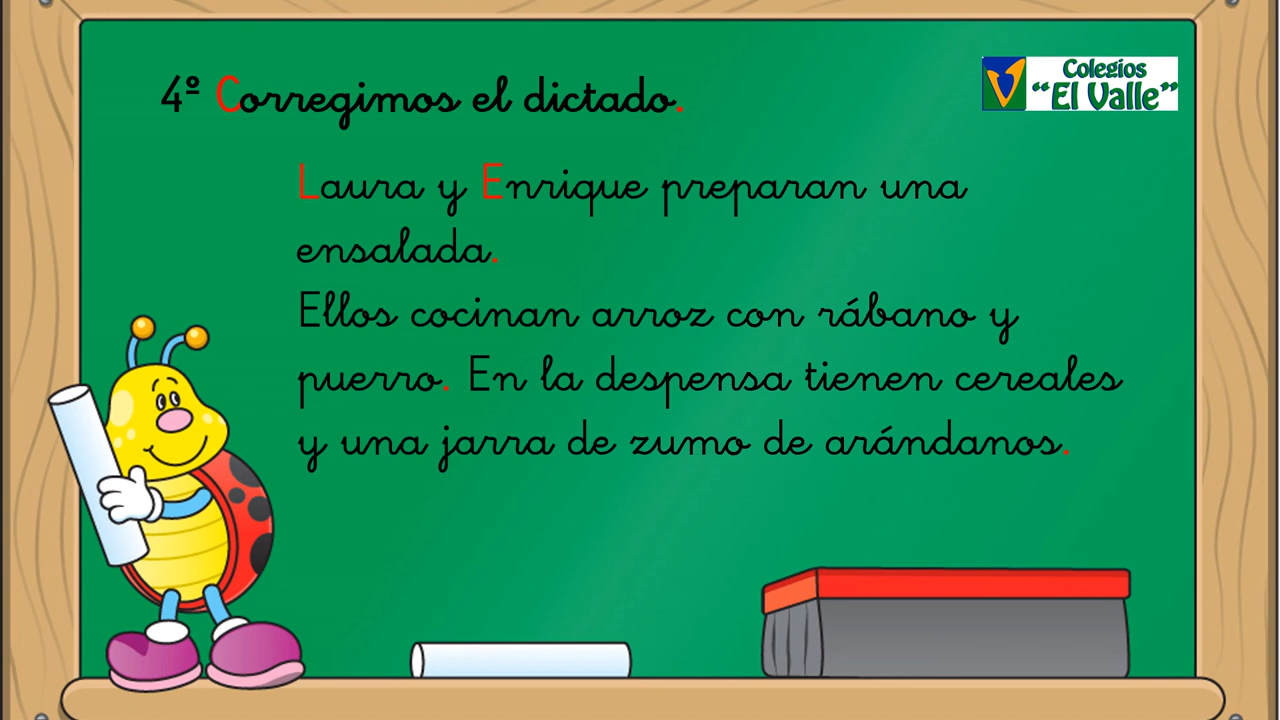 4º Corregimos el dictado.
Colegios
“El Valle”
Laura y Enrique preparan una
ensalada.
Ellos cocinan arroz con rábano y
puerro. En la despensa tienen cereales
y una jarra de zumo de arándanos.